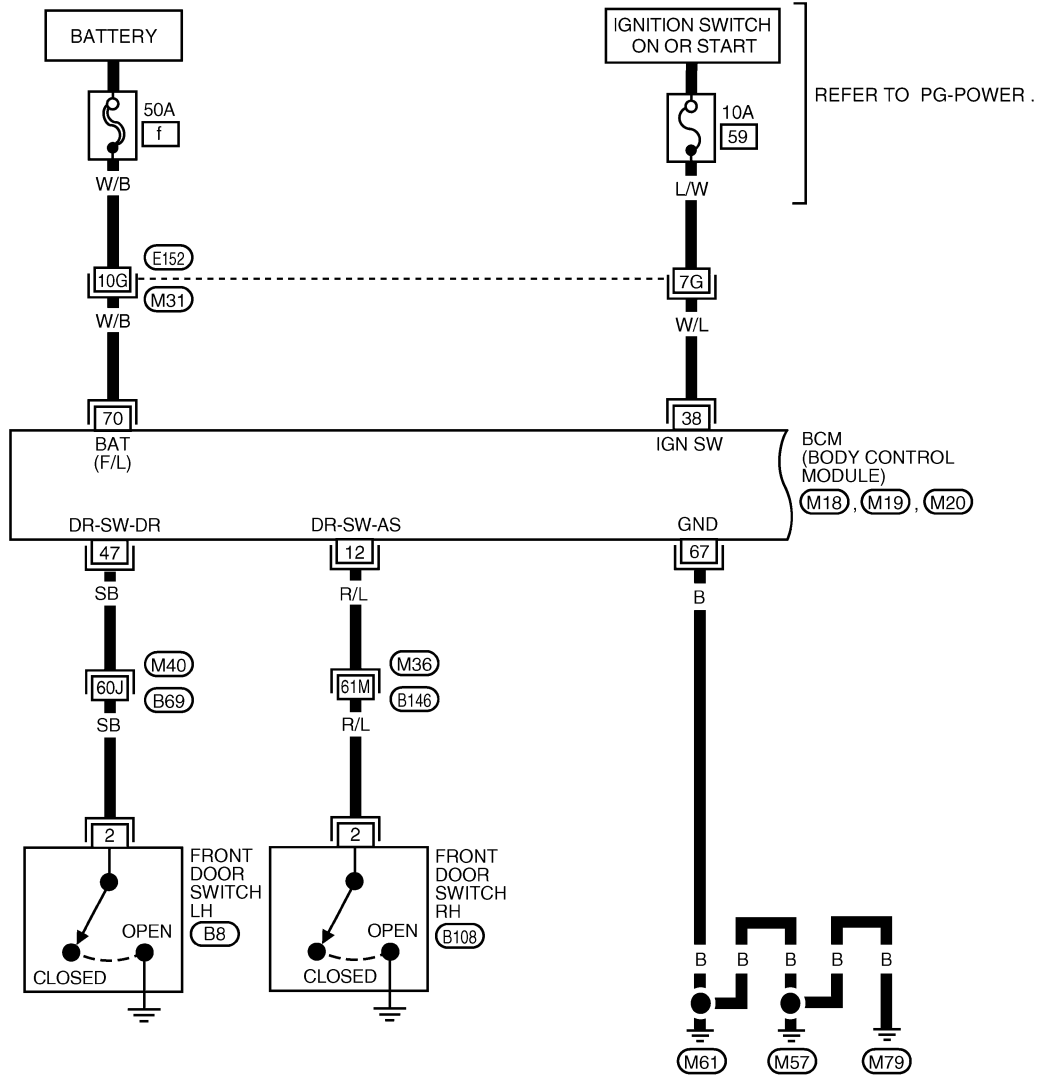 BATTERY
IGNITION SWITCH
ON OR START
REFER TO PG-POWER .
50A
f
10A
59
W/B
L/W
E152
10G
7G
M31
W/B
W/L
70
38
BAT
(F/L)
IGN SW
BCM
(BODY CONTROL
MODULE)
M18 , M19 , M20
DR-SW-DR
DR-SW-AS
GND
47
12
67
SB
R/L
B
M40
M36
60J
61M
B69
B146
SB
R/L
2
2
FRONT
DOOR
SWITCH
LH
B8
FRONT
DOOR
SWITCH
RH
B108
OPEN
CLOSED
OPEN
CLOSED
B
B
B
B
B
M61
M57
M79